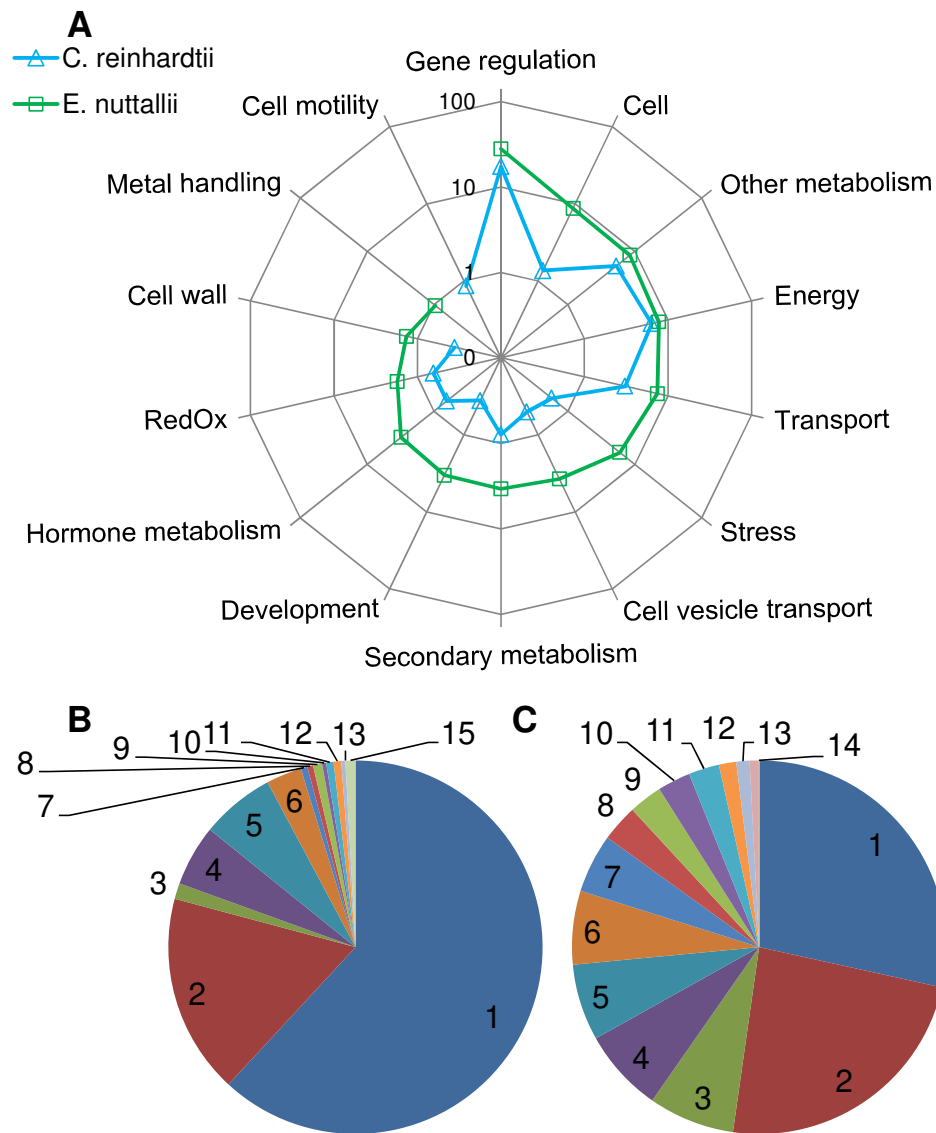 A
C. reinhardtii
E. nuttallii
Gene regulation
Cell motility
100
Cell
Metal handling
10
Other metabolism
1
Cell wall
Energy
0
RedOx
Transport
Hormone metabolism
Stress
Development
Cell vesicle transport
Secondary metabolism
B
15
13
12
11
10
9
8
7
6
5
4
3
2
1
C
14
13
12
11
10
9
8
7
6
5
4
3
2
1